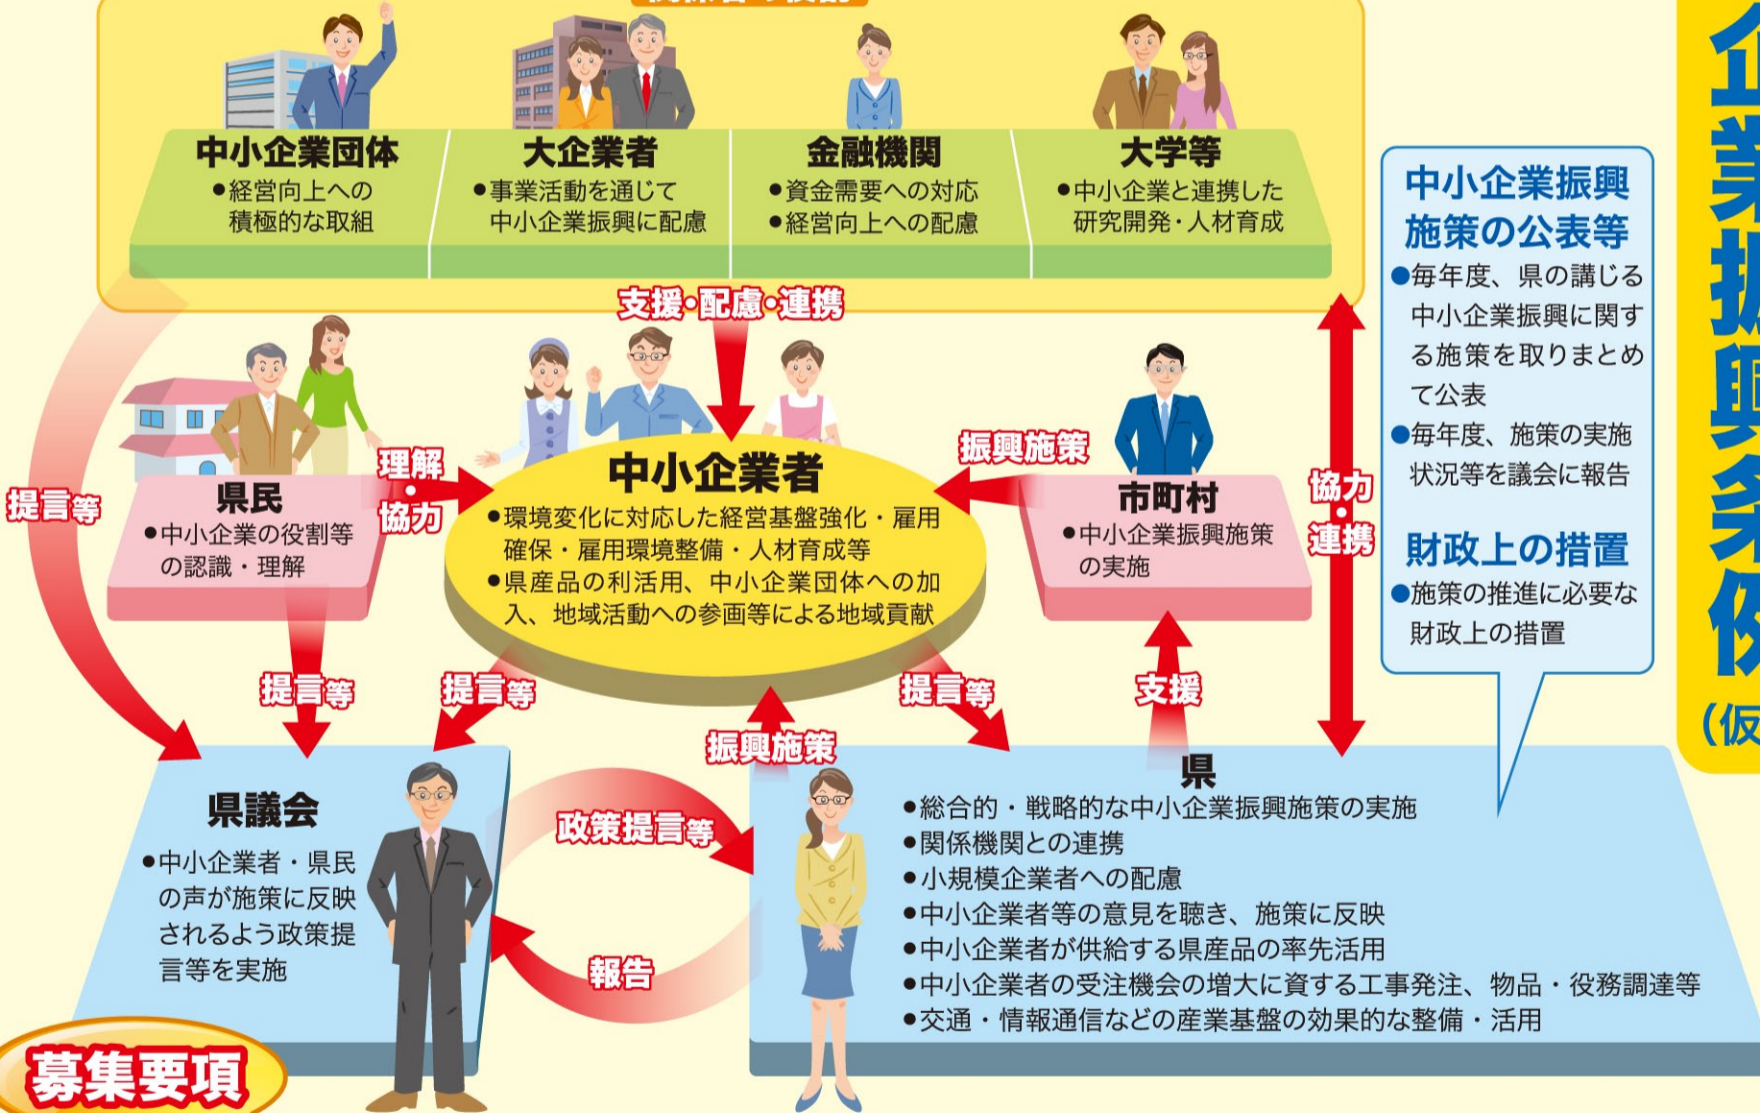 中小企業団体
●経営向上への
積極的な取組
大企業者
●事業活動を通じて
中小企業振興に配慮
金融機関
●資金需要への対応
●経営向上への配慮
大学等
●中小企業と連携した
研究開発・人材育成
支援・配慮・連携
提言等
県民
●中小企業の役割等
の認識・理解
理解
・
協力
中小企業者
●環境変化に対応した経営基盤強化・雇用
確保・雇用環境整備・人材育成等
●県産品の利活用、中小企業団体への加
入、地域活動への参画等による地域貢献
振興施策
市町村
●中小企業振興施策
の実施
協力
・
連携
提言等
提言等
振興施策
提言等
支援
県議会
●中小企業者・県民
の声が施策に反映
されるよう政策提
言等を実施
政策提言等
報告
県
●総合的・戦略的な中小企業振興施策の実施
●関係機関との連携
●小規模企業者への配慮
●中小企業者等の意見を聴き、施策に反映
●中小企業者が供給する県産品の率先活用
●中小企業者の受注機会の増大に資する工事発注、物品・役務調達等
●交通・情報通信などの産業基盤の効果的な整備・活用
中小企業振興
施策の公表等
●毎年度、県の講じる
中小企業振興に関す
る施策を取りまとめ
て公表
●毎年度、施策の実施
状況等を議会に報告
財政上の措置
●施策の推進に必要な
財政上の措置
企業振興条例
(仮
募集要項